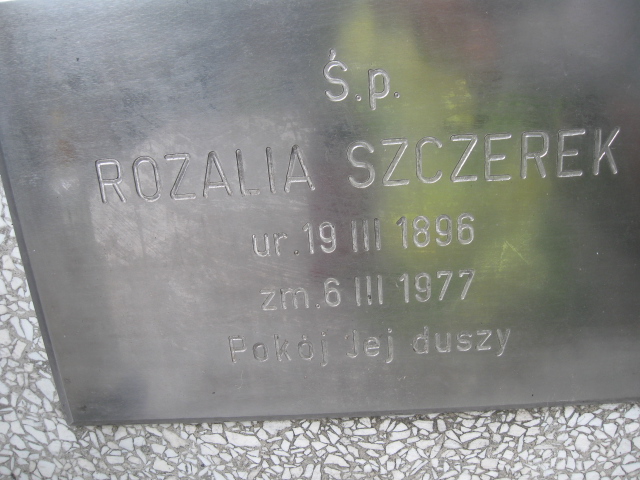 Ś.p.
ROZALIA SZCZEREK
ur.19 III 1896
zm.6 III 1977
Pokój Jej duszy